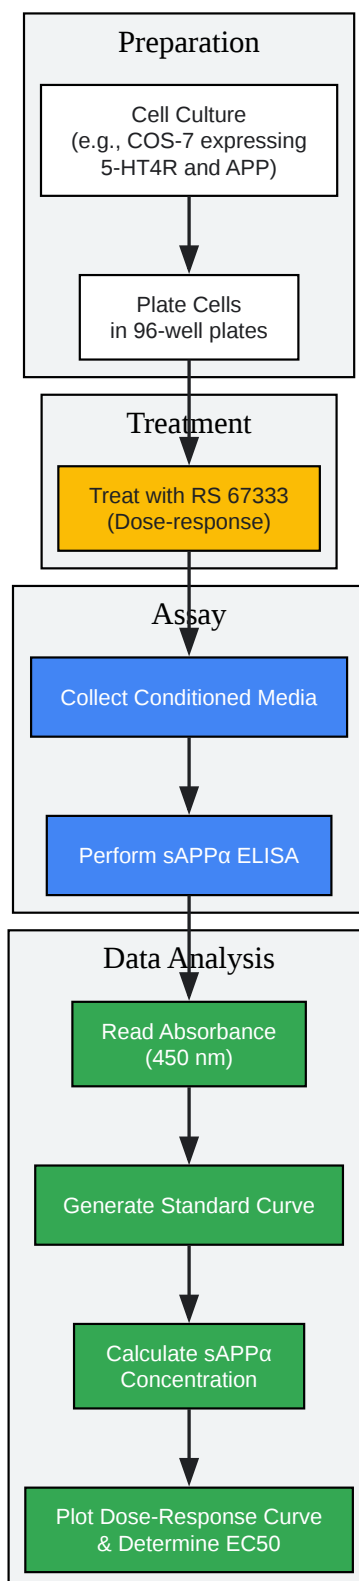 Preparation
Cell Culture
(e.g., COS-7 expressing
5-HT4R and APP)
Plate Cells
in 96-well plates
Treatment
Treat with RS 67333
(Dose-response)
Assay
Collect Conditioned Media
Perform sAPPα ELISA
Data Analysis
Read Absorbance
(450 nm)
Generate Standard Curve
Calculate sAPPα
Concentration
Plot Dose-Response Curve
& Determine EC50